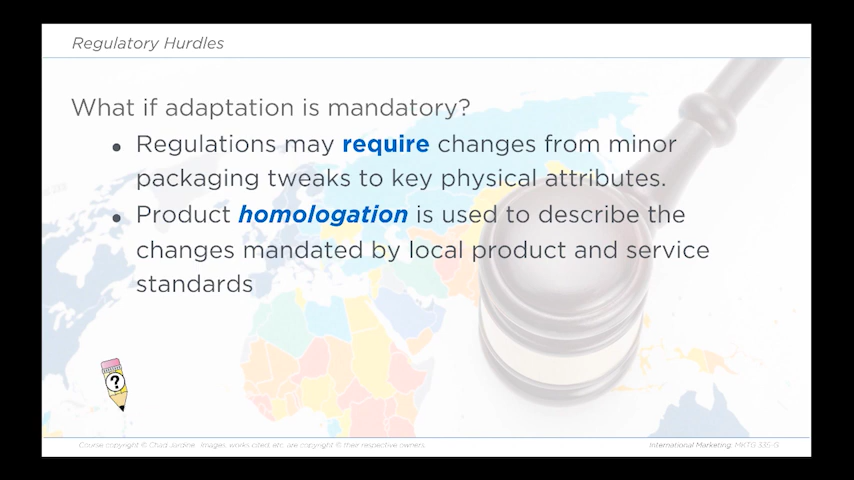 Regulatory Hurdles
What if adaptation is mandatory?
• Regulations may require changes from minor
packaging tweaks to key physical attributes.
• Product homologation is used to describe the
changes mandated by local product and service
standards
?
Course copyright © Chad Jardine. Images, works cited, etc. are copyright © their respective owners.
International Marketing: MKTG 335-G